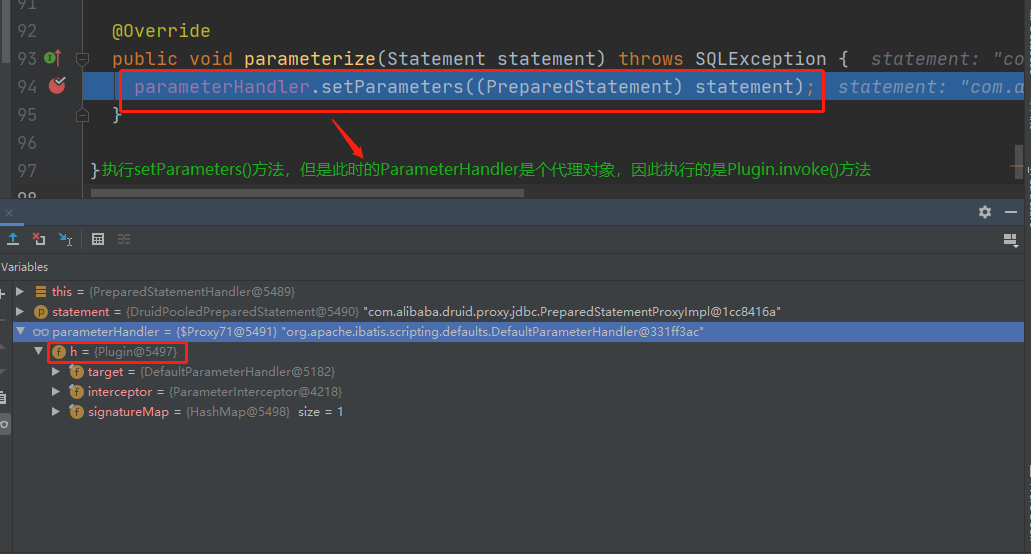 91
92 @Override
93 public void parameterize(Statement statement) throws SQLException { statement: "co
94 parameterHandler.setParameters((PreparedStatement) statement); statement: "com.a
95 }
96
97 }执行setParameters()方法，但是此时的ParameterHandler是个代理对象，因此执行的是Plugin.invoke()方法
98
Variables
this = {PreparedStatementHandler@5489}
statement = {DruidPooledPreparedStatement@5490} "com.alibaba.druid.proxy.jdbc.PreparedStatementProxyImpl@1cc8416a"
parameterHandler = {$Proxy71@5491} "org.apache.ibatis.scripting.defaults.DefaultParameterHandler@331ff3ac"
h = {Plugin@5497}
target = {DefaultParameterHandler@5182}
interceptor = {ParameterInterceptor@4218}
signatureMap = {HashMap@5498} size = 1